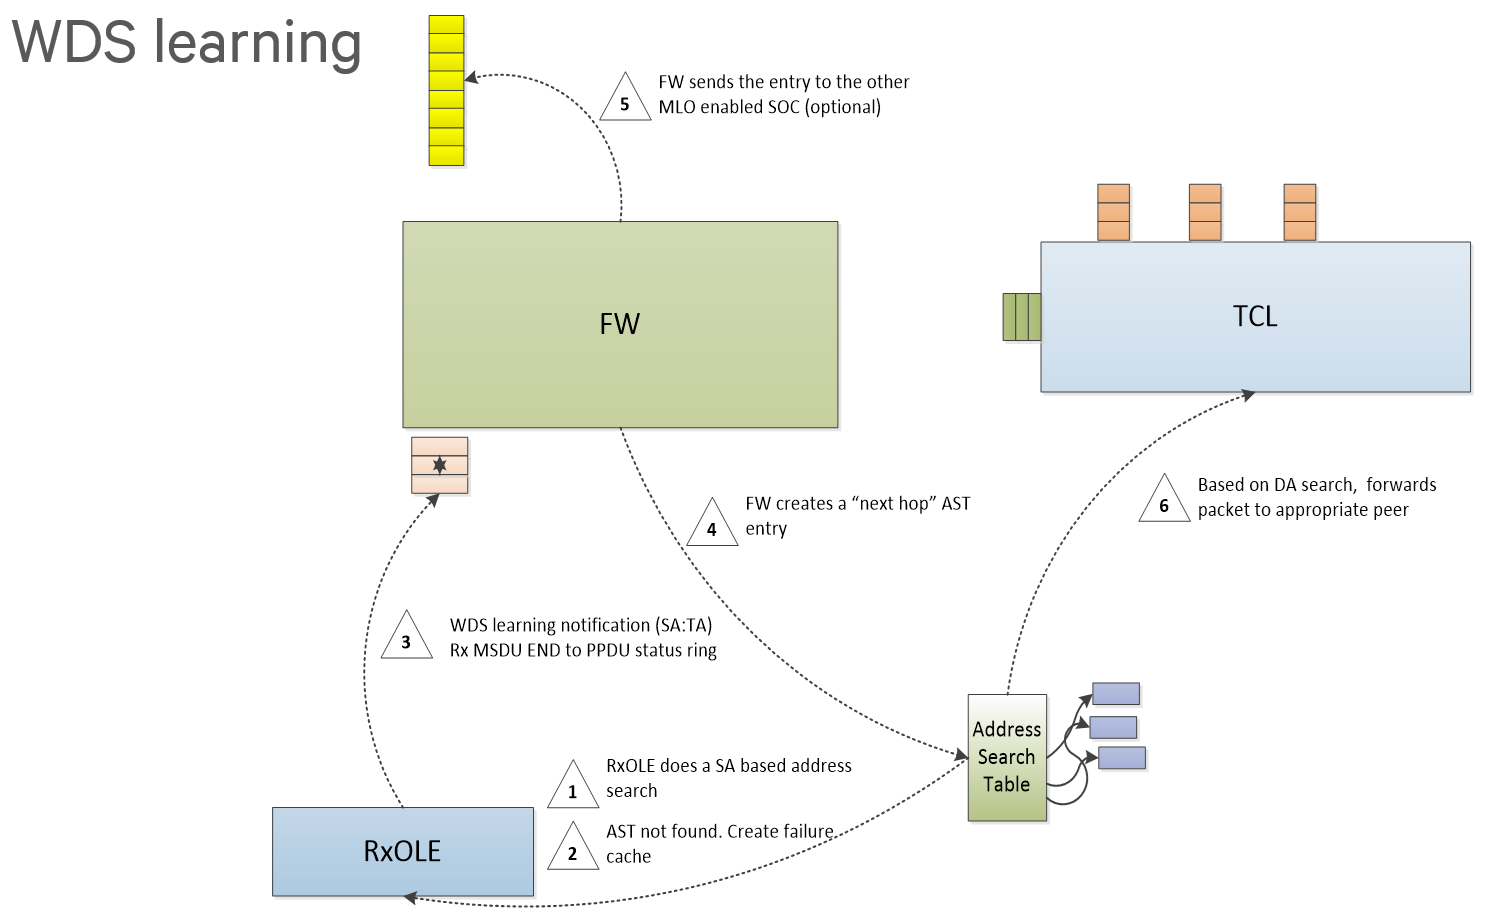 WDS learning
5
FW sends the entry to the other
MLO enabled SOC (optional)
FW
TCL
4
FW creates a “next hop” AST
entry
6
Based on DA search,  forwards
packet to appropriate peer
3
WDS learning notification (SA:TA)
Rx MSDU END to PPDU status ring
Address
Search
Table
1
RxOLE does a SA based address
search
2
AST not found. Create failure
cache
RxOLE